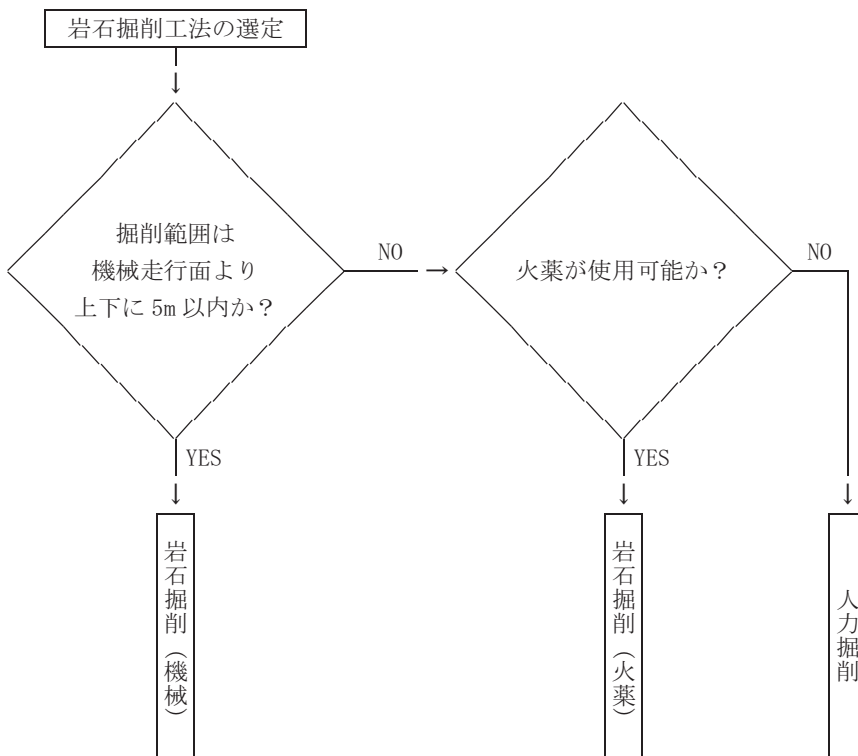 岩石掘削工法の選定
↓
掘削範囲は
機械走行面より
上下に 5m 以内か？
NO
→
火薬が使用可能か？
NO
YES
↓
YES
↓
↓
岩石掘削（機械）
岩石掘削（火薬）
人力掘削